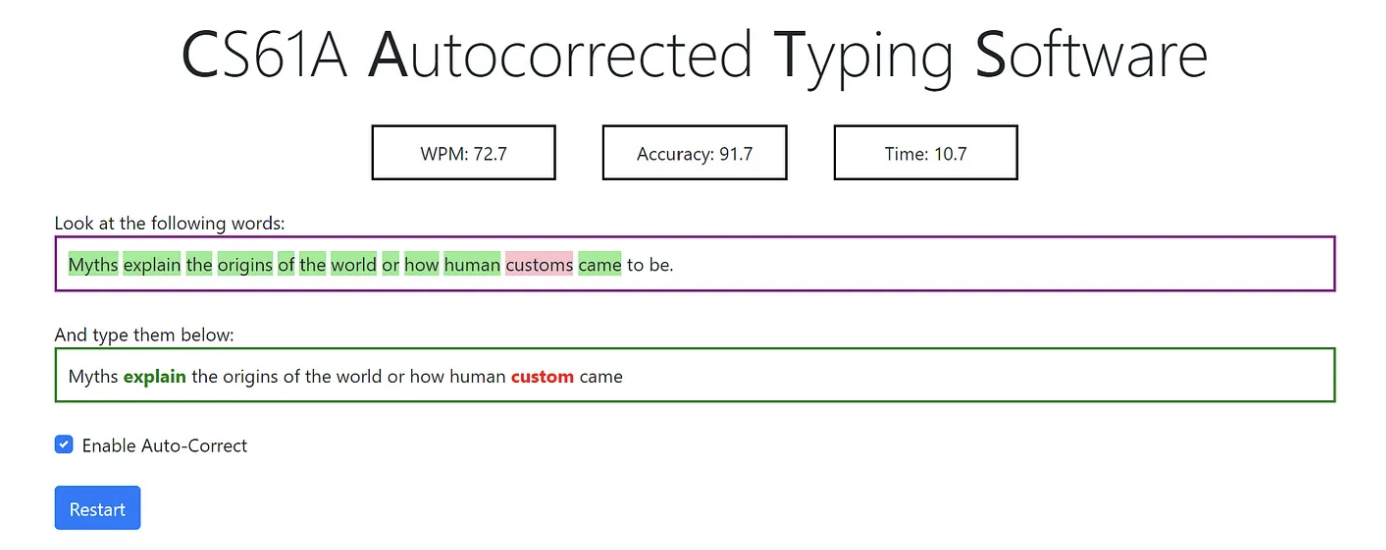 CS61A Autocorrected Typing Software
WPM: 72.7
Accuracy: 91.7
Time: 10.7
Look at the following words:
Myths explain the origins of the world or how human customs came to be.
And type them below:
Myths explain the origins of the world or how human custom came
Enable Auto-Correct
Restart